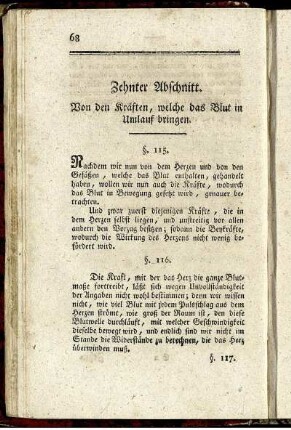 68
Zehnter Abschnitt.
Von den Kräften, welche das Blut in
Umlauf bringen.
§. 115.
Nachdem wir nun von dem Herzen und von den
Gefäßen, welche das Blut enthalten, gehandelt
haben, wollen wir nun auch die Kräfte, wodurch
das Blut in Bewegung gesetzt wird, genauer be-
trachten.
Und zwar zuerst diejenigen Kräfte, die in
dem Herzen selbst liegen, und unstreitig vor allen
andern den Vorzug besitzen; sodann die Beykräfte,
wodurch die Wirkung des Herzens nicht wenig be-
fördert wird.
§. 116.
Die Kraft, mit der das Herz die ganze Blut-
masse forttreibt, läßt sich wegen Unvollständigkeit
der Angaben nicht wohl bestimmen; denn wir wissen
nicht, wie viel Blut mit jedem Pulsschlag aus dem
Herzen strömt, wie groß der Raum ist, den diese
Blutwelle durchläuft, mit welcher Geschwindigkeit
dieselbe bewegt wird, und endlich sind wir nicht im
Stande die Widerstände zu berechnen, die das Herz
überwinden muß.
§. 117.